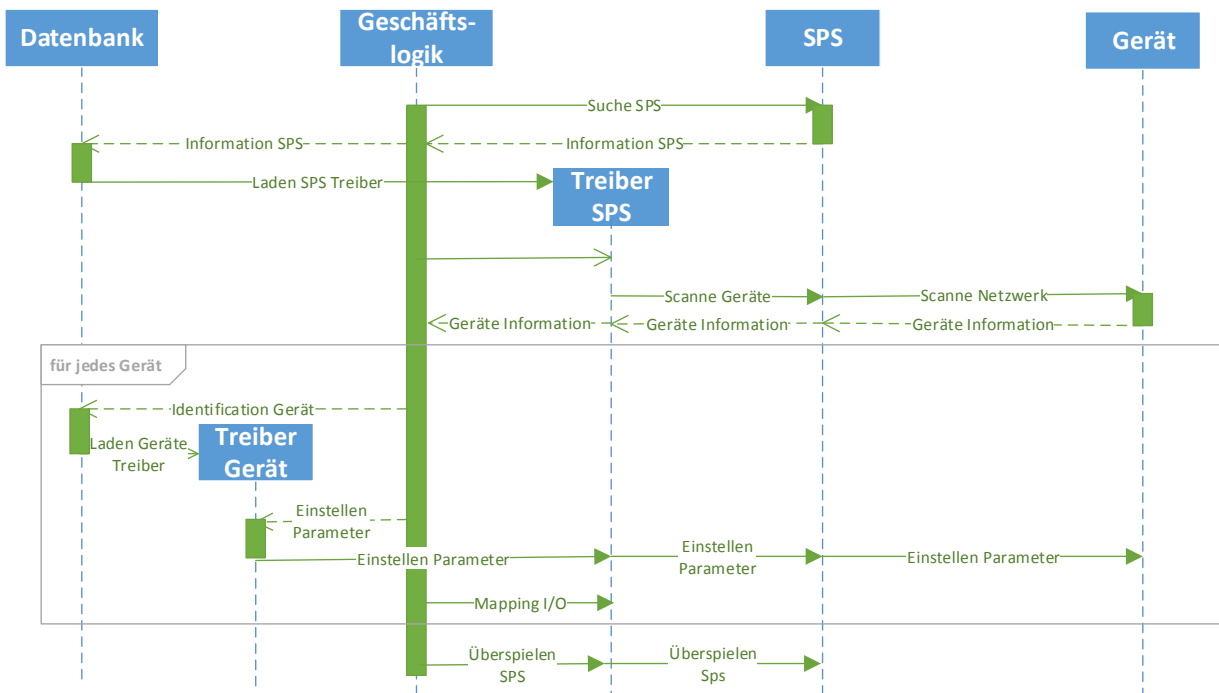 Datenbank
Geschäfts-
logik
SPS
Gerät
Suche SPS
Information SPS
Information SPS
Laden SPS Treiber
Treiber
SPS
Scanne Geräte
Scanne Netzwerk
Geräte Information
Geräte Information
Geräte Information
für jedes Gerät
Identification Gerät
Laden Geräte
Treiber
Treiber
Gerät
Einstellen
Parameter
Einstellen Parameter
Einstellen
Parameter
Einstellen Parameter
Mapping I/O
Überspielen
SPS
Überspielen
Sps